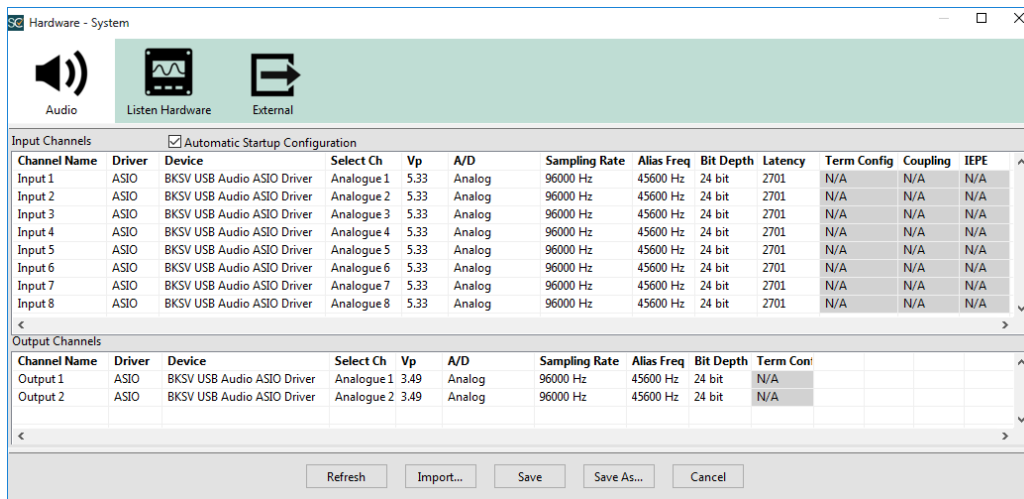 SC Hardware - System
Audio Listen Hardware External
Input Channels Automatic Startup Configuration
Channel Name Driver Device Select Ch Vp A/D Sampling Rate Alias Freq Bit Depth Latency Term Config Coupling IEPE
Input 1 ASIO BKSV USB Audio ASIO Driver Analogue 1 5.33 Analog 96000 Hz 45600 Hz 24 bit 2701 N/A N/A N/A
Input 2 ASIO BKSV USB Audio ASIO Driver Analogue 2 5.33 Analog 96000 Hz 45600 Hz 24 bit 2701 N/A N/A N/A
Input 3 ASIO BKSV USB Audio ASIO Driver Analogue 3 5.33 Analog 96000 Hz 45600 Hz 24 bit 2701 N/A N/A N/A
Input 4 ASIO BKSV USB Audio ASIO Driver Analogue 4 5.33 Analog 96000 Hz 45600 Hz 24 bit 2701 N/A N/A N/A
Input 5 ASIO BKSV USB Audio ASIO Driver Analogue 5 5.33 Analog 96000 Hz 45600 Hz 24 bit 2701 N/A N/A N/A
Input 6 ASIO BKSV USB Audio ASIO Driver Analogue 6 5.33 Analog 96000 Hz 45600 Hz 24 bit 2701 N/A N/A N/A
Input 7 ASIO BKSV USB Audio ASIO Driver Analogue 7 5.33 Analog 96000 Hz 45600 Hz 24 bit 2701 N/A N/A N/A
Input 8 ASIO BKSV USB Audio ASIO Driver Analogue 8 5.33 Analog 96000 Hz 45600 Hz 24 bit 2701 N/A N/A N/A
Output Channels
Channel Name Driver Device Select Ch Vp A/D Sampling Rate Alias Freq Bit Depth Term Conf
Output 1 ASIO BKSV USB Audio ASIO Driver Analogue 1 3.49 Analog 96000 Hz 45600 Hz 24 bit N/A
Output 2 ASIO BKSV USB Audio ASIO Driver Analogue 2 3.49 Analog 96000 Hz 45600 Hz 24 bit N/A
Refresh Import... Save Save As... Cancel